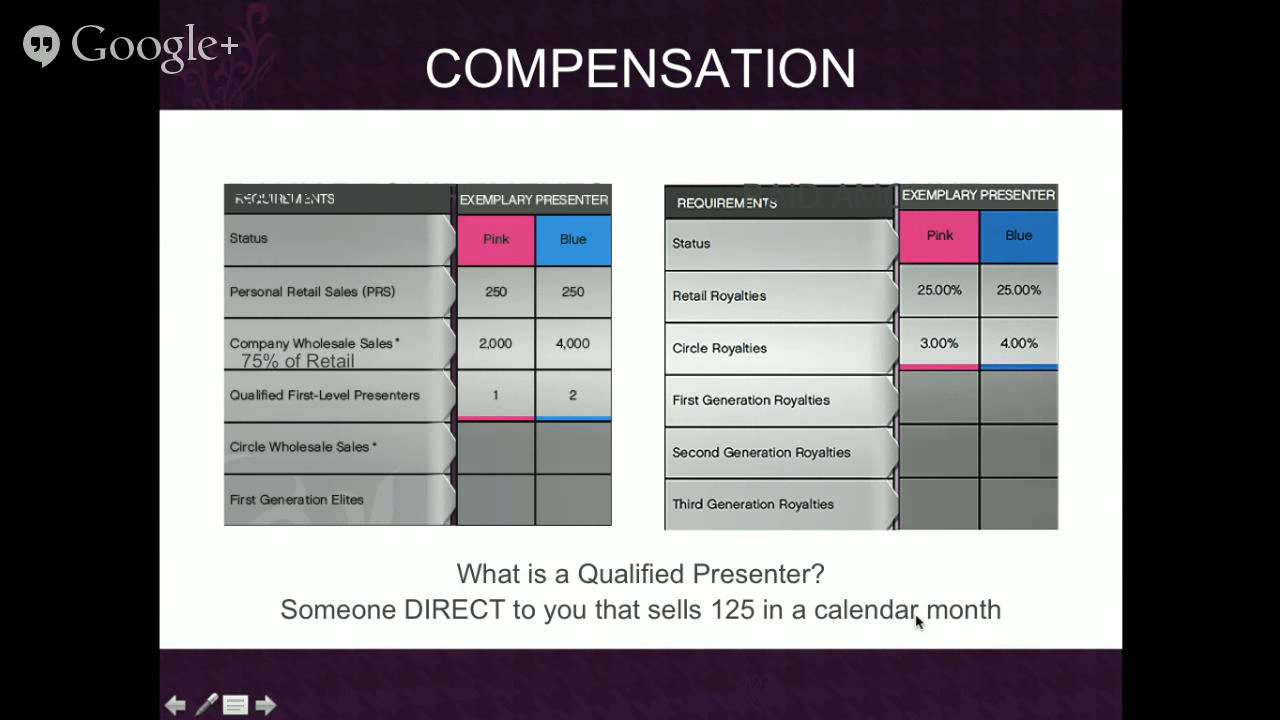 Google+
COMPENSATION
REQUIREMENTS EXEMPLARY PRESENTER
Status Pink Blue
Personal Retail Sales (PRS) 250 250
Company Wholesale Sales* 2,000 4,000
75% of Retail
Qualified First-Level Presenters 1 2
Circle Wholesale Sales *
First Generation Elites
REQUIREMENTS EXEMPLARY PRESENTER
Status Pink Blue
Retail Royalties 25.00% 25.00%
Circle Royalties 3.00% 4.00%
First Generation Royalties
Second Generation Royalties
Third Generation Royalties
What is a Qualified Presenter?
Someone DIRECT to you that sells 125 in a calendar month